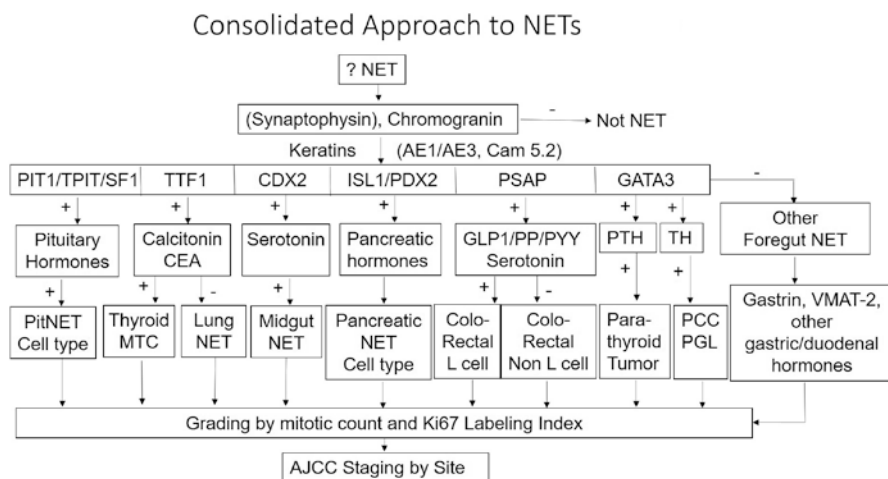 Consolidated Approach to NETs
? NET
(Synaptophysin), Chromogranin
-
Not NET
Keratins (AE1/AE3, Cam 5.2)
PIT1/TPIT/SF1 TTF1 CDX2 ISL1/PDX2 PSAP GATA3
-
+ + + + + + +
Pituitary
Hormones
Calcitonin
CEA
Serotonin
Pancreatic
hormones
GLP1/PP/PYY
Serotonin
PTH
TH
Other
Foregut NET
+ + - + + + - + +
PitNET
Cell type
Thyroid
MTC
Lung
NET
Midgut
NET
Pancreatic
NET
Cell type
Colo-
Rectal
L cell
Colo-
Rectal
Non L cell
Para-
thyroid
Tumor
PCC
PGL
Gastrin, VMAT-2,
other
gastric/duodenal
hormones
Grading by mitotic count and Ki67 Labeling Index
AJCC Staging by Site